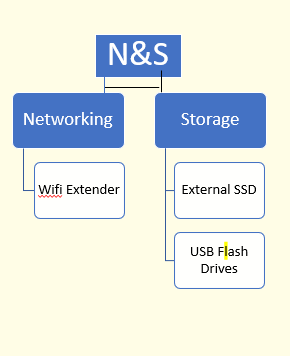 N&S
Networking
Storage
Wifi Extender
External SSD
USB Flash
Drives